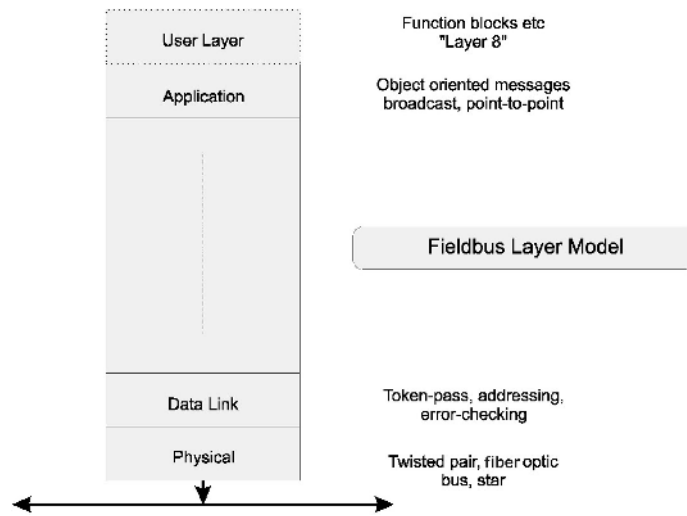 User Layer
Function blocks etc
"Layer 8"
Application
Object oriented messages
broadcast, point-to-point
Fieldbus Layer Model
Data Link
Token-pass, addressing,
error-checking
Physical
Twisted pair, fiber optic
bus, star